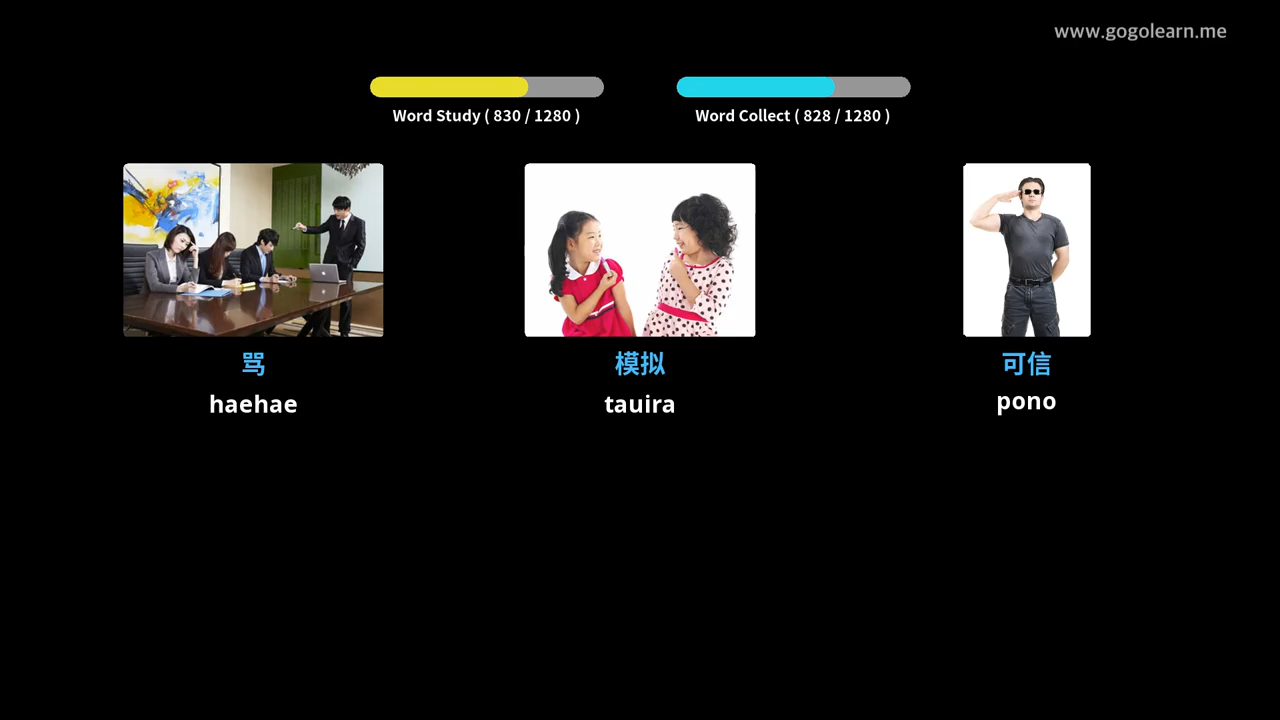 www.gogolearn.me
Word Study ( 830 / 1280 )
Word Collect ( 828 / 1280 )
骂
模拟
可信
haehae
tauira
pono